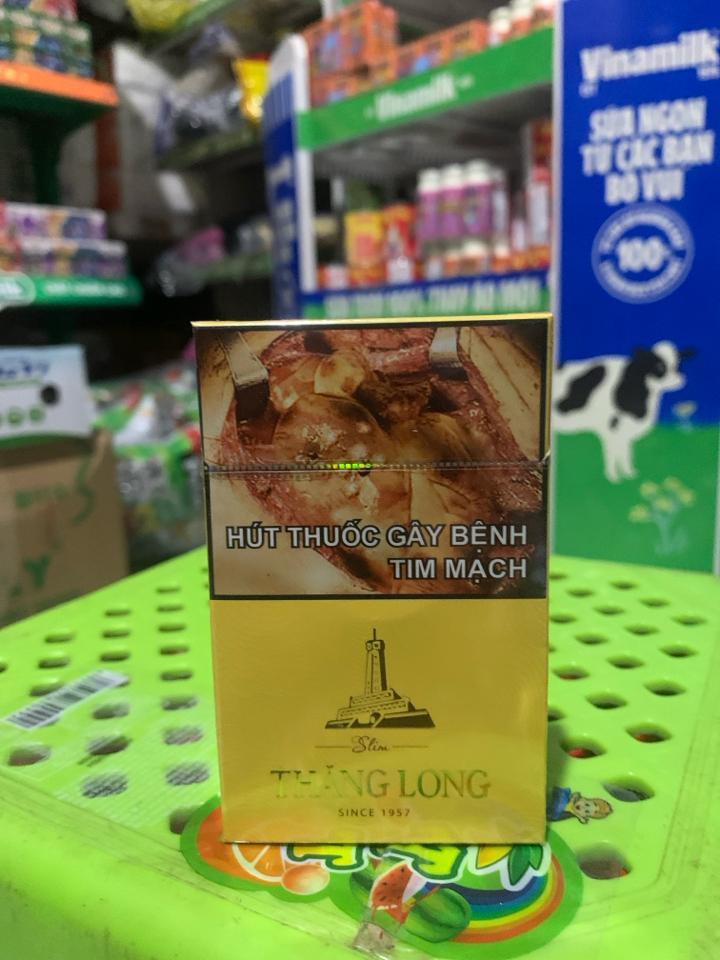 Vinamilk
Vinamilk
SỮA NGON
TỪ CÁC BẠN
BÒ VUI
100%
HÚT THUỐC GÂY BỆNH
TIM MẠCH
Slim
THĂNG LONG
SINCE 1957